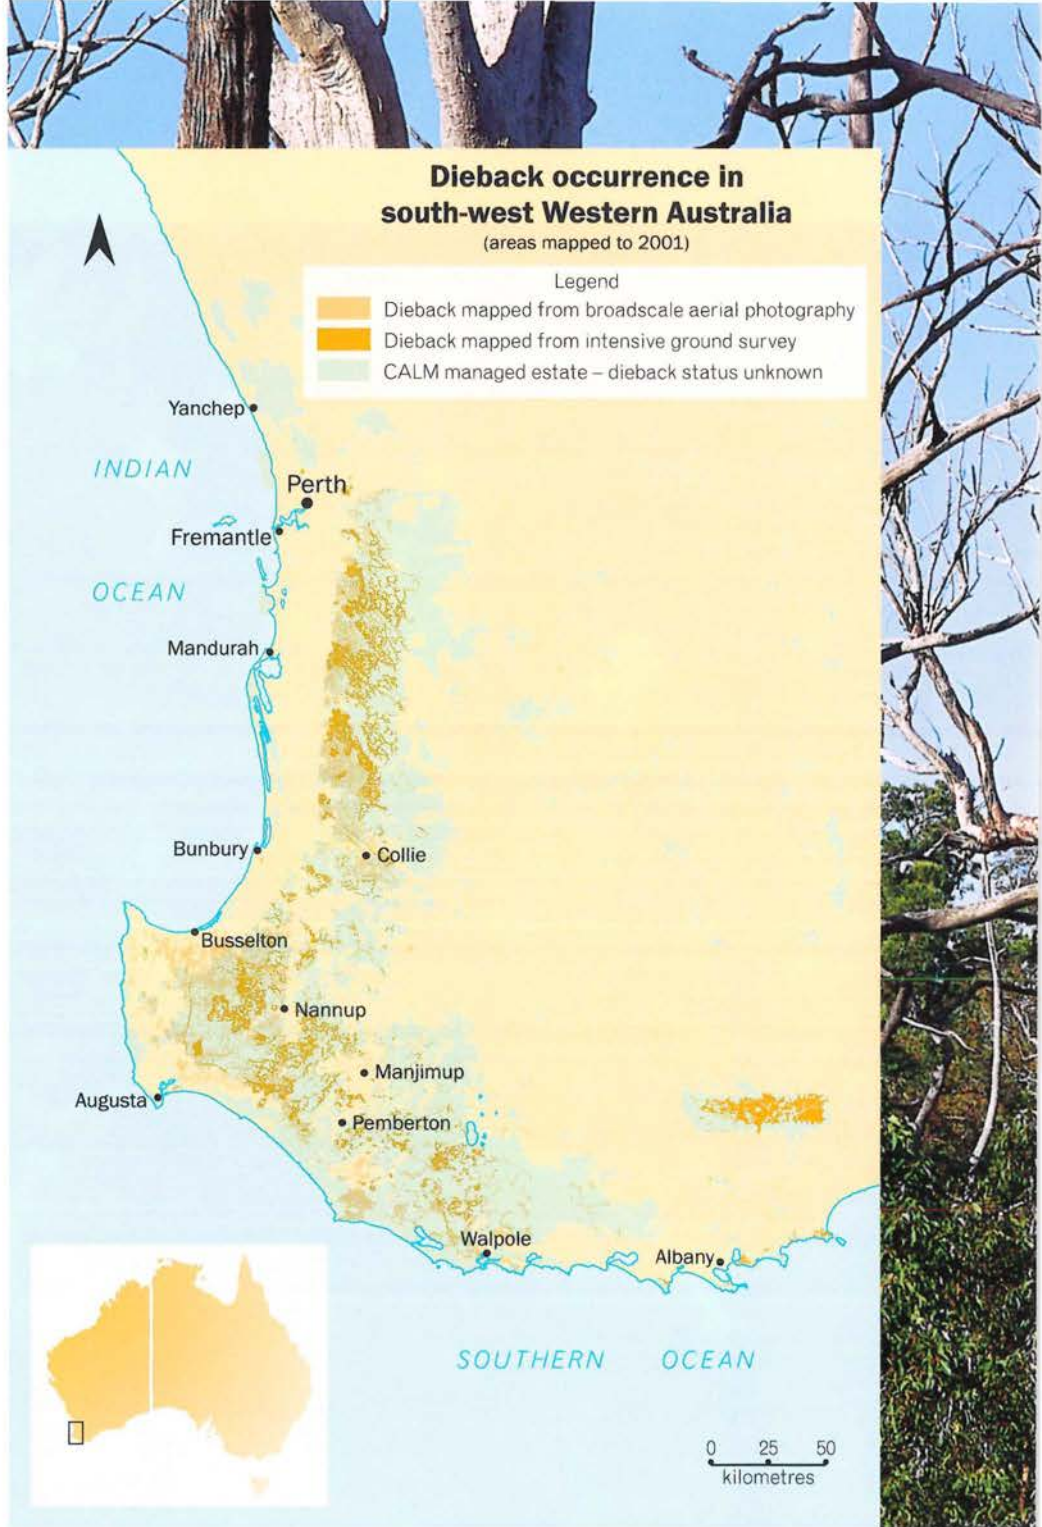 Dieback occurrence in
south-west Western Australia
(areas mapped to 2001)
Legend
Dieback mapped from broadscale aerial photography
Dieback mapped from intensive ground survey
CALM managed estate – dieback status unknown
Yanchep
INDIAN
Perth
Fremantle
OCEAN
Mandurah
Bunbury
Collie
Busselton
Nannup
Manjimup
Augusta
Pemberton
Walpole
Albany
SOUTHERN OCEAN
0 25 50
kilometres